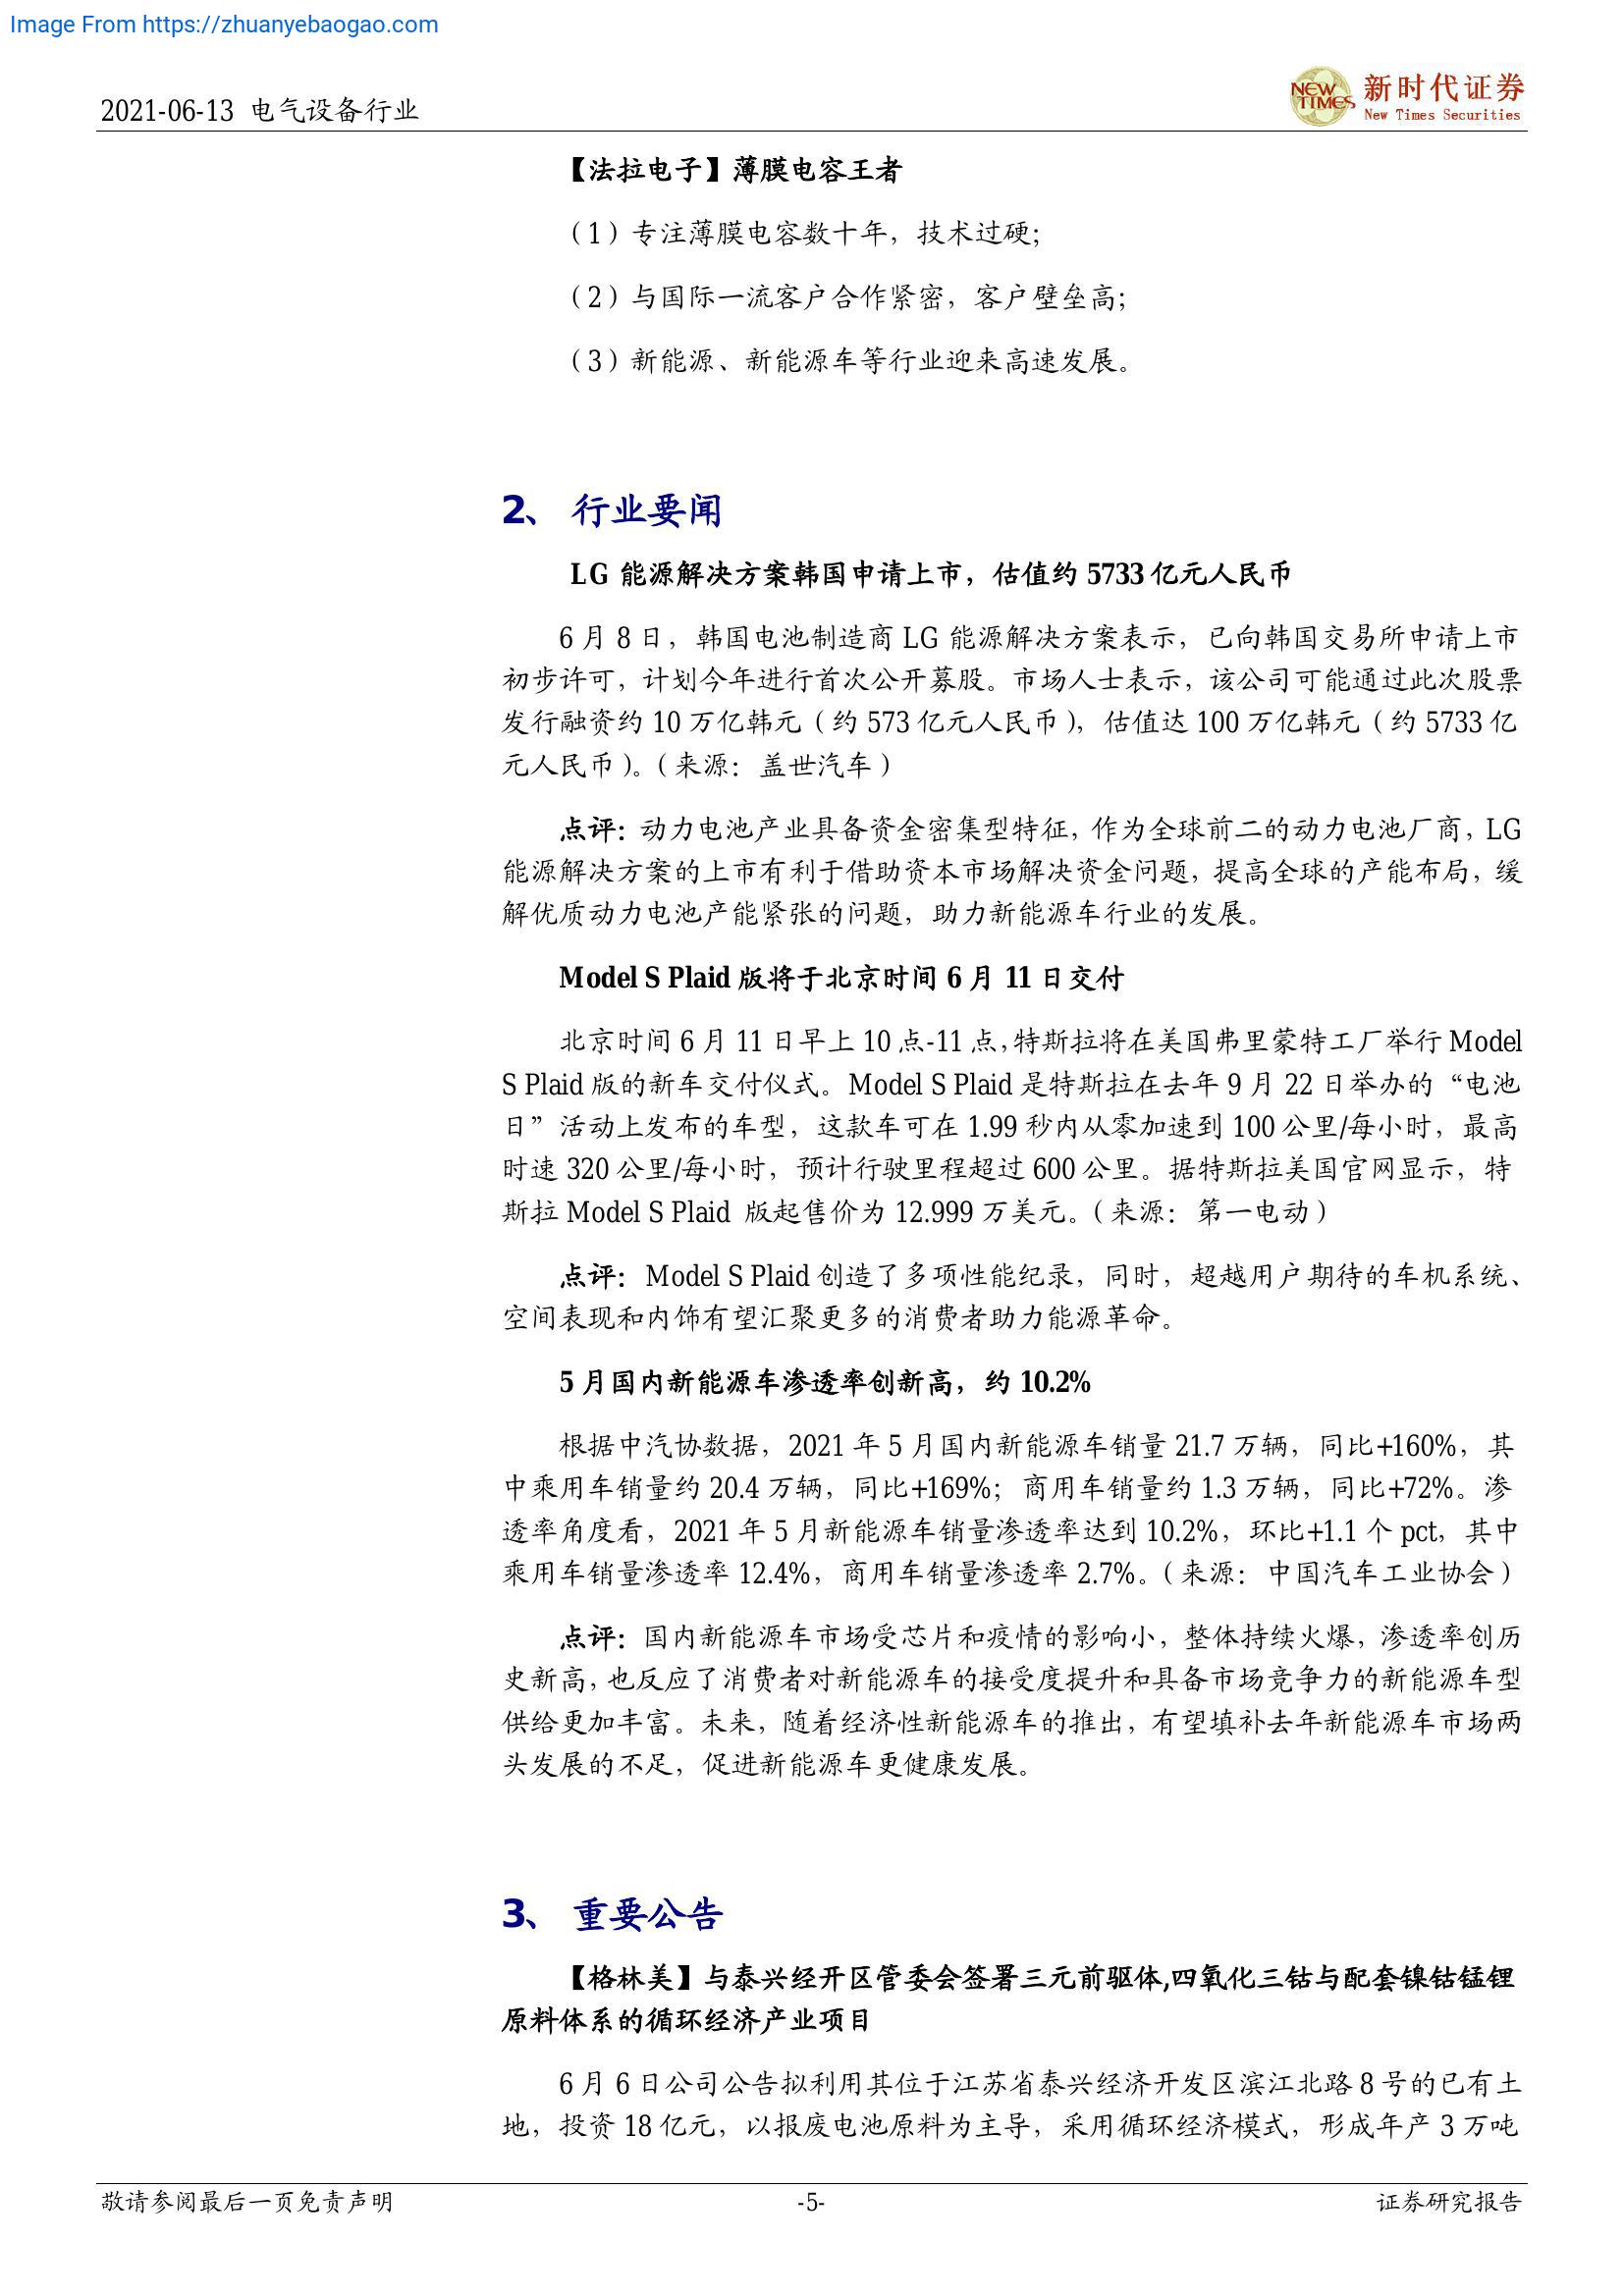 Image From https://zhuanyebaogao.com
2021-06-13 电气设备行业
NEW TIMES
新时代证券
New Times Securities
【法拉电子】薄膜电容王者
（1）专注薄膜电容数十年，技术过硬；
（2）与国际一流客户合作紧密，客户壁垒高；
（3）新能源、新能源车等行业迎来高速发展。
2、 行业要闻
LG 能源解决方案韩国申请上市，估值约 5733 亿元人民币
6 月 8 日，韩国电池制造商 LG 能源解决方案表示，已向韩国交易所申请上市
初步许可，计划今年进行首次公开募股。市场人士表示，该公司可能通过此次股票
发行融资约 10 万亿韩元（约 573 亿元人民币），估值达 100 万亿韩元（约 5733 亿
元人民币）。（来源：盖世汽车）
点评：动力电池产业具备资金密集型特征，作为全球前二的动力电池厂商，LG
能源解决方案的上市有利于借助资本市场解决资金问题，提高全球的产能布局，缓
解优质动力电池产能紧张的问题，助力新能源车行业的发展。
Model S Plaid 版将于北京时间 6 月 11 日交付
北京时间 6 月 11 日早上 10 点-11 点，特斯拉将在美国弗里蒙特工厂举行 Model
S Plaid 版的新车交付仪式。Model S Plaid 是特斯拉在去年 9 月 22 日举办的“电池
日”活动上发布的车型，这款车可在 1.99 秒内从零加速到 100 公里/每小时，最高
时速 320 公里/每小时，预计行驶里程超过 600 公里。据特斯拉美国官网显示，特
斯拉 Model S Plaid 版起售价为 12.999 万美元。（来源：第一电动）
点评：Model S Plaid 创造了多项性能纪录，同时，超越用户期待的车机系统、
空间表现和内饰有望汇聚更多的消费者助力能源革命。
5 月国内新能源车渗透率创新高，约 10.2%
根据中汽协数据，2021 年 5 月国内新能源车销量 21.7 万辆，同比+160%，其
中乘用车销量约 20.4 万辆，同比+169%；商用车销量约 1.3 万辆，同比+72%。渗
透率角度看，2021 年 5 月新能源车销量渗透率达到 10.2%，环比+1.1 个 pct，其中
乘用车销量渗透率 12.4%，商用车销量渗透率 2.7%。（来源：中国汽车工业协会）
点评：国内新能源车市场受芯片和疫情的影响小，整体持续火爆，渗透率创历
史新高，也反应了消费者对新能源车的接受度提升和具备市场竞争力的新能源车型
供给更加丰富。未来，随着经济性新能源车的推出，有望填补去年新能源车市场两
头发展的不足，促进新能源车更健康发展。
3、 重要公告
【格林美】与泰兴经开区管委会签署三元前驱体,四氧化三钴与配套镍钴锰锂
原料体系的循环经济产业项目
6 月 6 日公司公告拟利用其位于江苏省泰兴经济开发区滨江北路 8 号的已有土
地，投资 18 亿元，以报废电池原料为主导，采用循环经济模式，形成年产 3 万吨
敬请参阅最后一页免责声明
-5-
证券研究报告